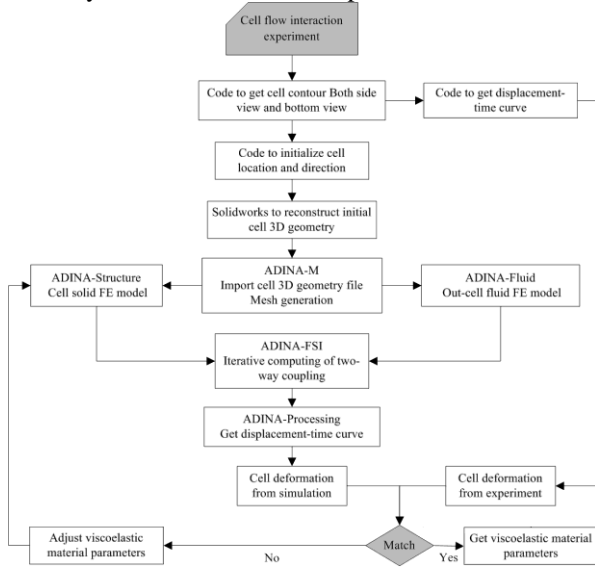 Cell flow interaction
experiment
Code to get cell contour Both side
view and bottom view
Code to get displacement-
time curve
Code to initialize cell
location and direction
Solidworks to reconstruct initial
cell 3D geometry
ADINA-Structure
Cell solid FE model
ADINA-M
Import cell 3D geometry file
Mesh generation
ADINA-Fluid
Out-cell fluid FE model
ADINA-FSI
Iterative computing of two-
way coupling
ADINA-Processing
Get displacement-time curve
Cell deformation
from simulation
Cell deformation
from experiment
Adjust viscoelastic
material parameters
No
Match
Yes
Get viscoelastic material
parameters